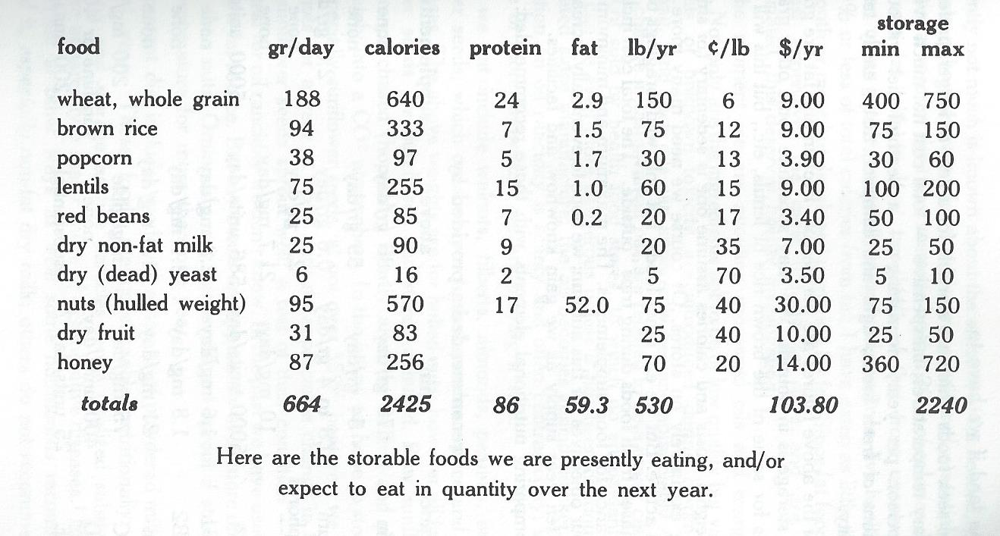 storage
food gr/day calories protein fat lb/yr ¢/lb $/yr min max
wheat, whole grain 188 640 24 2.9 150 6 9.00 400 750
brown rice 94 333 7 1.5 75 12 9.00 75 150
popcorn 38 97 5 1.7 30 13 3.90 30 60
lentils 75 255 15 1.0 60 15 9.00 100 200
red beans 25 85 7 0.2 20 17 3.40 50 100
dry non-fat milk 25 90 9 20 35 7.00 25 50
dry (dead) yeast 6 16 2 5 70 3.50 5 10
nuts (hulled weight) 95 570 17 52.0 75 40 30.00 75 150
dry fruit 31 83 25 40 10.00 25 50
honey 87 256 70 20 14.00 360 720
totals 664 2425 86 59.3 530 103.80 2240
Here are the storable foods we are presently eating, and/or
expect to eat in quantity over the next year.